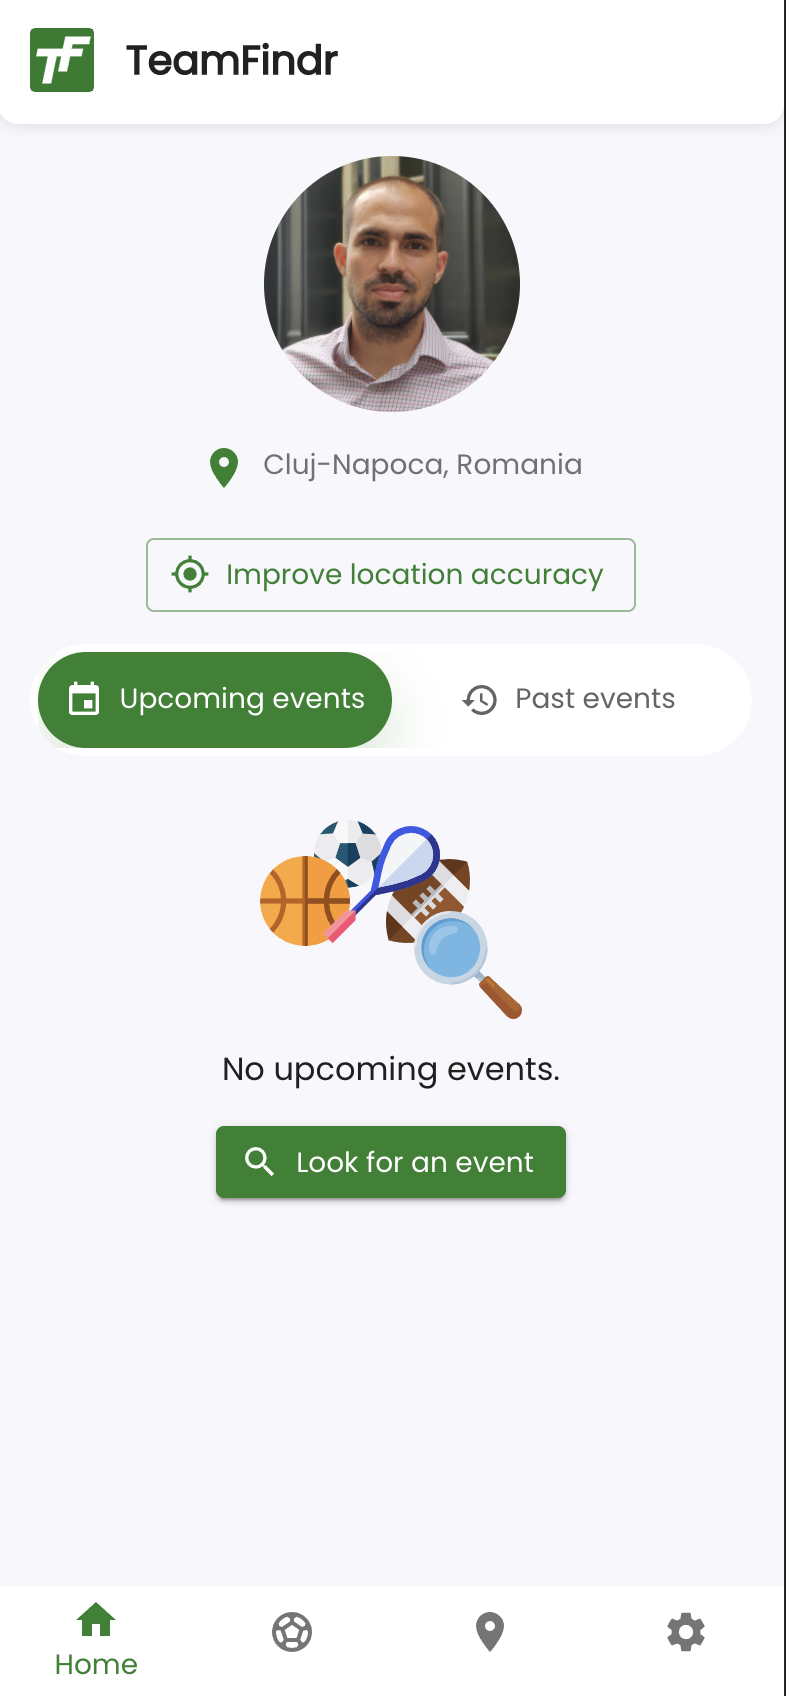 TF TeamFindr
Cluj-Napoca, Romania
Improve location accuracy
Upcoming events Past events
No upcoming events.
Look for an event
Home